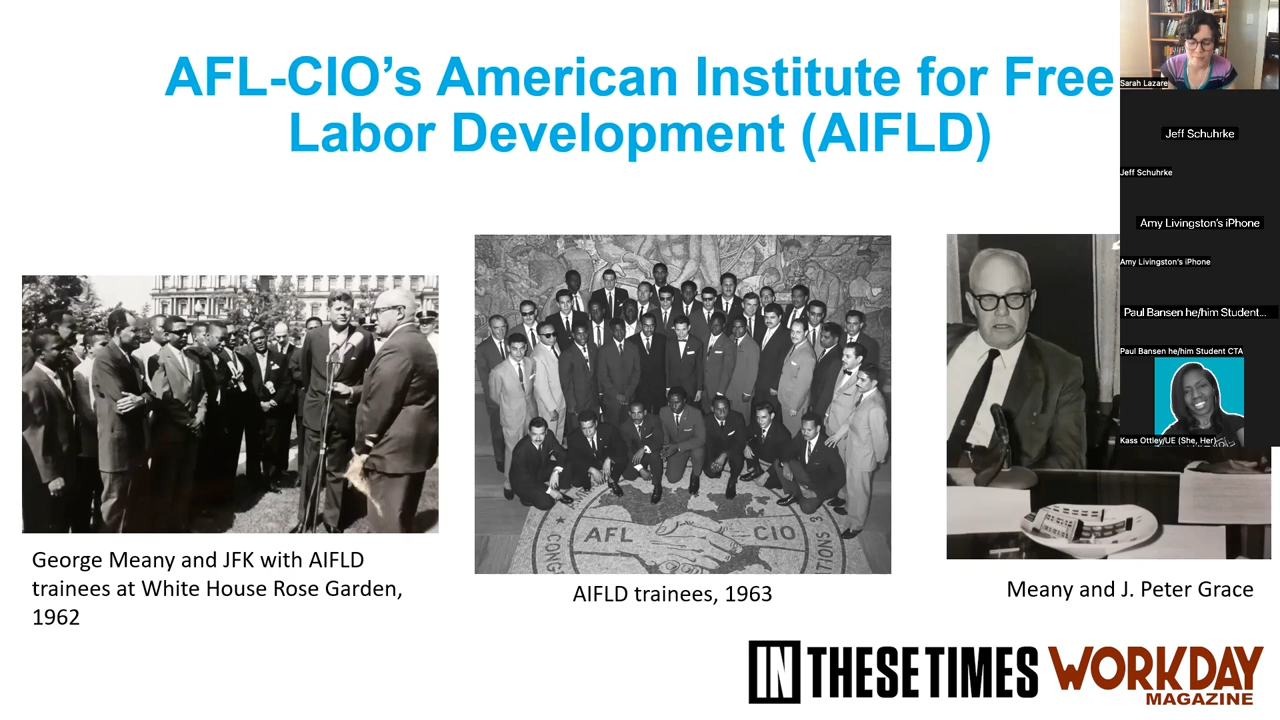 AFL-CIO's American Institute for Free
Labor Development (AIFLD)
George Meany and JFK with AIFLD
trainees at White House Rose Garden,
1962
AFL
CIO
AIFLD trainees, 1963
Meany and J. Peter Grace
IN THESE TIMES
WORKDAY
MAGAZINE
Sarah Lazare
Jeff Schuhrke
Jeff Schuhrke
Amy Livingston's iPhone
Amy Livingston's iPhone
Paul Bansen he/him Student...
Paul Bansen he/him Student CTA
Kass Ottley/UE (She, Her)